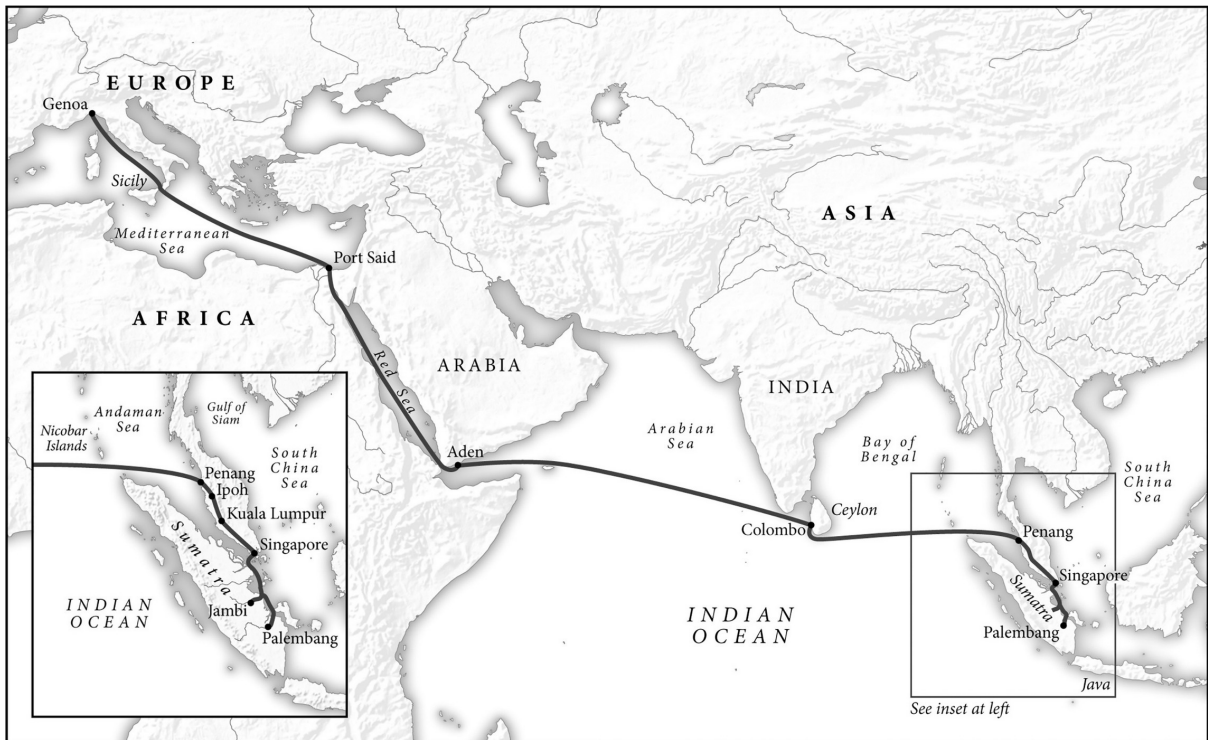 EUROPE
Genoa
Sicily
Mediterranean
Sea
Port Said
AFRICA
Red Sea
ARABIA
Aden
ASIA
INDIA
Arabian
Sea
Bay of
Bengal
South
China
Sea
Colombo
Ceylon
Penang
Singapore
Sumatra
Palembang
INDIAN
OCEAN
Java
See inset at left
Andaman
Sea
Gulf of
Siam
Nicobar
Islands
South
China
Sea
Penang
Ipoh
Kuala Lumpur
Singapore
Sumatra
Jambi
Palembang
INDIAN
OCEAN